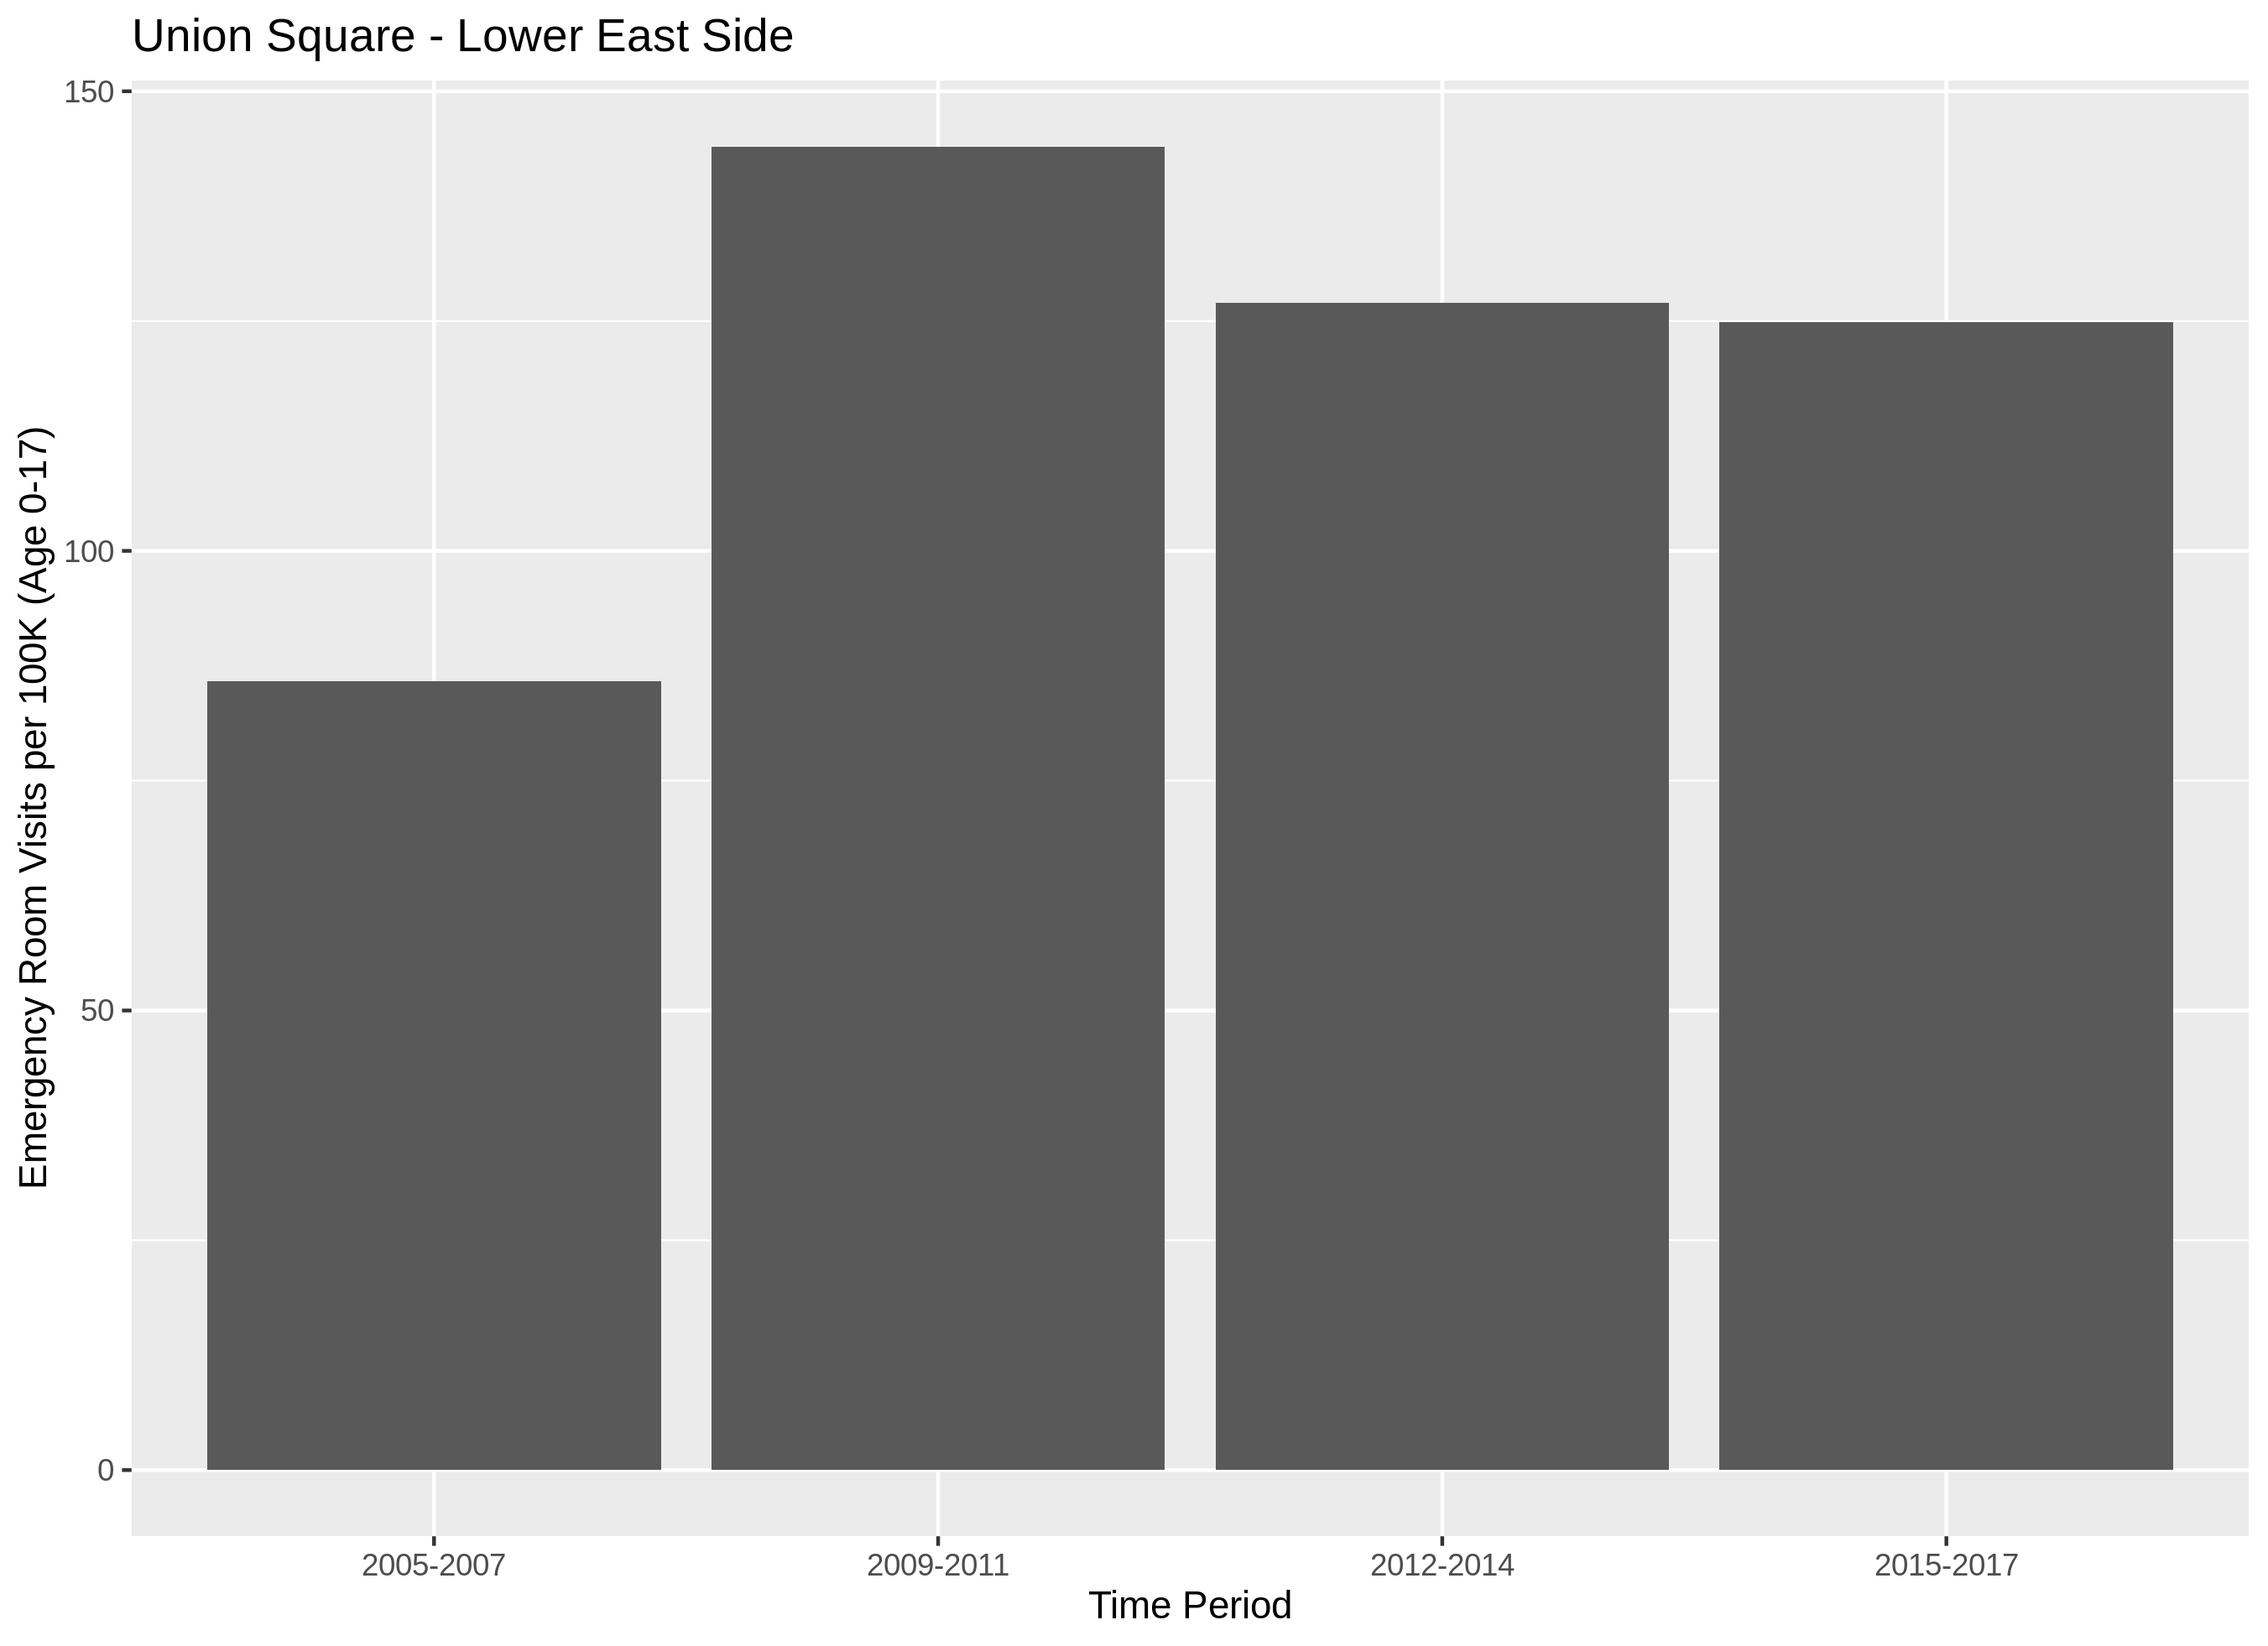 Union Square - Lower East Side
Emergency Room Visits per 100K (Age 0-17)
150
100
50
0
2005-2007
2009-2011
2012-2014
2015-2017
Time Period